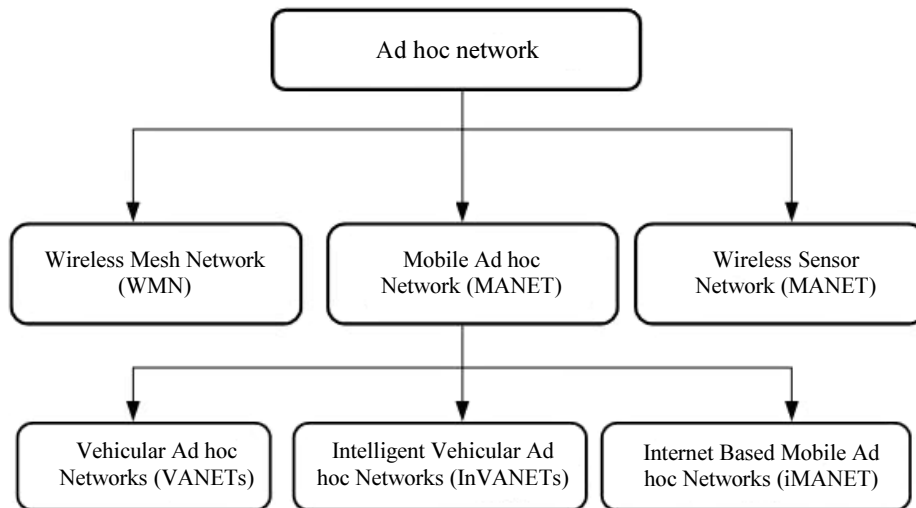 Ad hoc network
Wireless Mesh Network
(WMN)
Mobile Ad hoc
Network (MANET)
Wireless Sensor
Network (MANET)
Vehicular Ad hoc
Networks (VANETs)
Intelligent Vehicular Ad
hoc Networks (InVANETs)
Internet Based Mobile Ad
hoc Networks (iMANET)